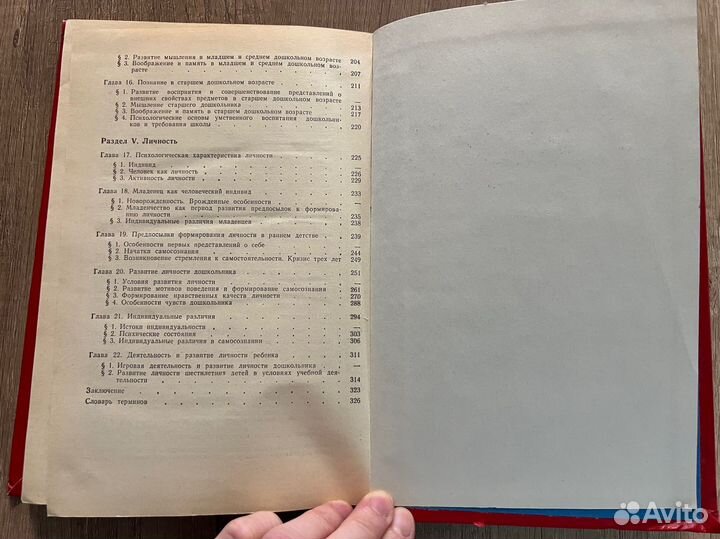 § 2. Развитие мышления в младшем и среднем дошкольном возрасте 204
§ 3. Воображение и память в младшем и среднем дошкольном воз-
расте . . . . . . . . . . 207
Глава 16. Познание в старшем дошкольном возрасте . . . . 211
§ 1. Развитие восприятия и совершенствование представлений о
внешних свойствах предметов в старшем дошкольном возрасте —
§ 2. Мышление старшего дошкольника . . . . 213
§ 3. Воображение и память в старшем дошкольном возрасте . . 217
§ 4. Психологические основы умственного воспитания дошкольни-
ков и требования школы . . . . . . 220
Раздел V. Личность
Глава 17. Психологическая характеристика личности . . . . 225
§ 1. Индивид . . . . . . . . —
§ 2. Человек как личность . . . . . . 226
§ 3. Активность личности . . . . . . 229
Глава 18. Младенец как человеческий индивид . . . . 233
§ 1. Новорожденность. Врожденные особенности . . . . —
§ 2. Младенчество как период развития предпосылок к формирова-
нию личности . . . . . . . 235
§ 3. Индивидуальные различия младенцев . . . . 238
Глава 19. Предпосылки формирования личности в раннем детстве . . 239
§ 1. Особенности первых представлений о себе . . . . —
§ 2. Начатки самосознания . . . . . . 244
§ 3. Возникновение стремления к самостоятельности. Кризис трех лет 249
Глава 20. Развитие личности дошкольника . . . . 251
§ 1. Условия развития личности . . . . . —
§ 2. Развитие мотивов поведения и формирование самосознания . . 261
§ 3. Формирование нравственных качеств личности . . . 270
§ 4. Особенности чувств дошкольника . . . . 288
Глава 21. Индивидуальные различия . . . . . 294
§ 1. Истоки индивидуальности . . . . . —
§ 2. Психические состояния . . . . . 303
§ 3. Индивидуальные различия в самосознании . . . . 306
Глава 22. Деятельность и развитие личности ребенка . . . 311
§ 1. Игровая деятельность и развитие личности дошкольника . . —
§ 2. Развитие личности шестилетних детей в условиях учебной дея-
тельности . . . . . . . . 314
Заключение . . . . . . . . 323
Словарь терминов . . . . . . . 326
Avito